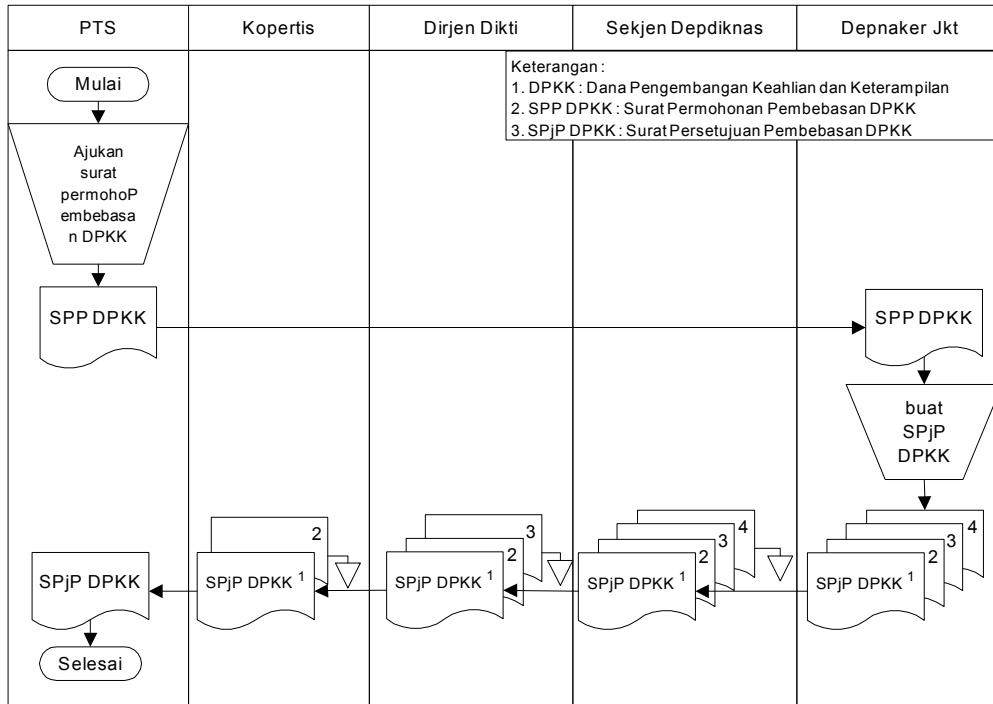 PTS
Kopertis
Dirjen Dikti
Sekjen Depdiknas
Depnaker Jkt
Keterangan :
1. DPKK : Dana Pengembangan Keahlian dan Keterampilan
2. SPP DPKK : Surat Permohonan Pembebasan DPKK
3. SPjP DPKK : Surat Persetujuan Pembebasan DPKK
Mulai
Ajukan
surat
permohoP
embebasa
n DPKK
SPP DPKK
SPP DPKK
buat
SPjP
DPKK
SPjP DPKK
2
SPjP DPKK 1
3
2
SPjP DPKK 1
4
3
2
SPjP DPKK 1
4
3
2
SPjP DPKK 1
Selesai